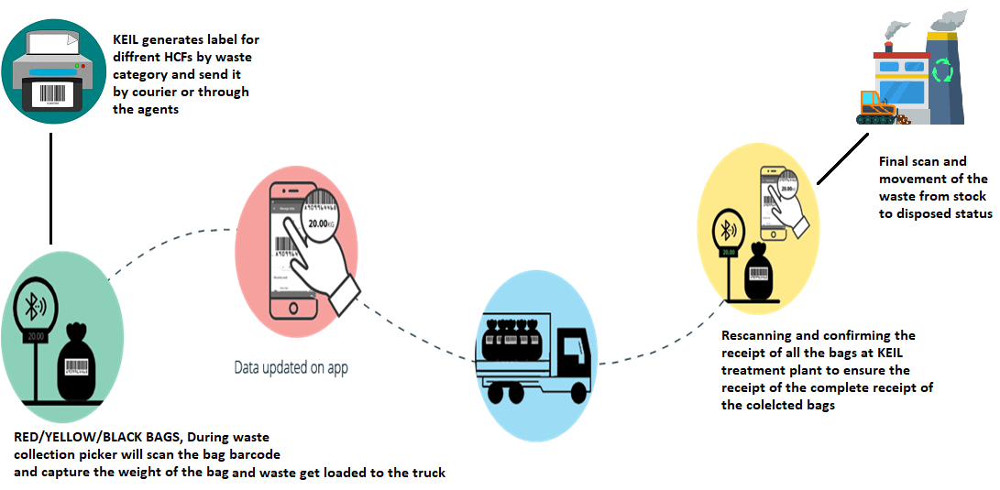 KEIL generates label for
diffrent HCFs by waste
category and send it
by courier or through
the agents
Final scan and
movement of the
waste from stock
to disposed status
20.00KG
20.00
20.00
Data updated on app
Rescanning and confirming the
receipt of all the bags at KEIL
treatment plant to ensure the
receipt of the complete receipt of
the colelcted bags
RED/YELLOW/BLACK BAGS, During waste
collection picker will scan the bag barcode
and capture the weight of the bag and waste get loaded to the truck